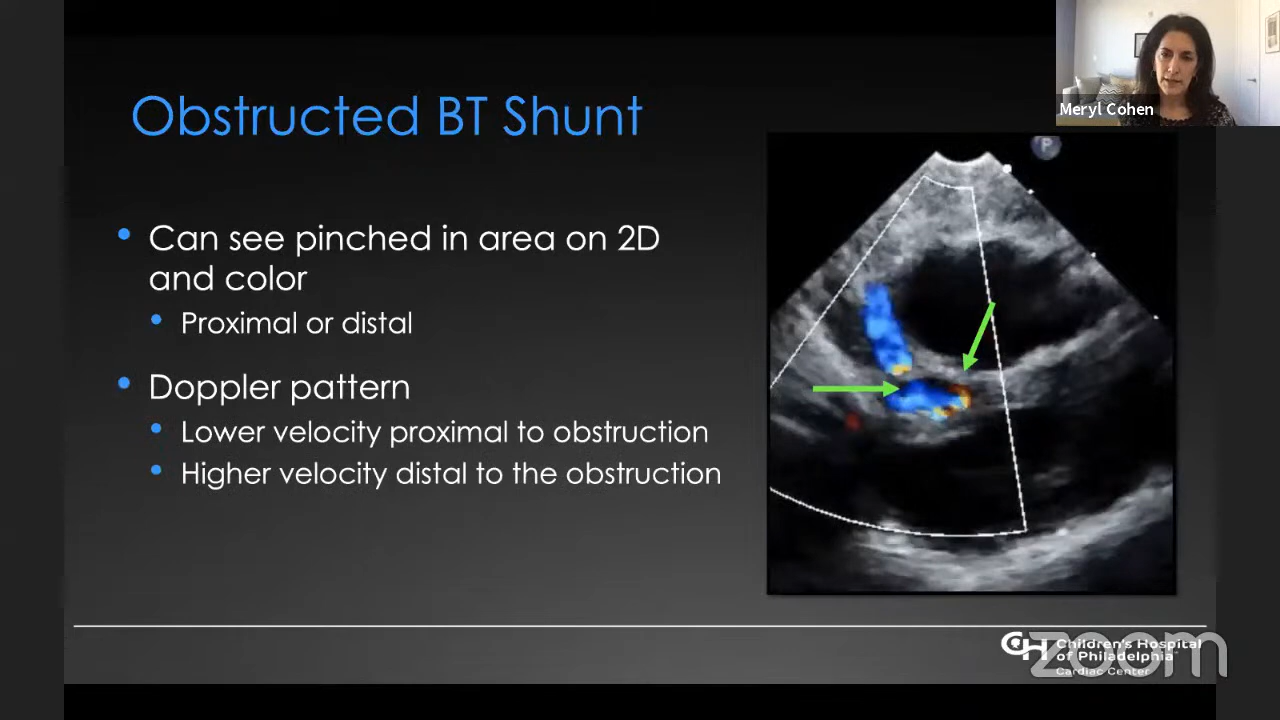 Obstructed BT Shunt
Meryl Cohen
P
Can see pinched in area on 2D
and color
Proximal or distal
Doppler pattern
Lower velocity proximal to obstruction
Higher velocity distal to the obstruction
CH Children's Hospital
of Philadelphia
Cardiac Center
zoom